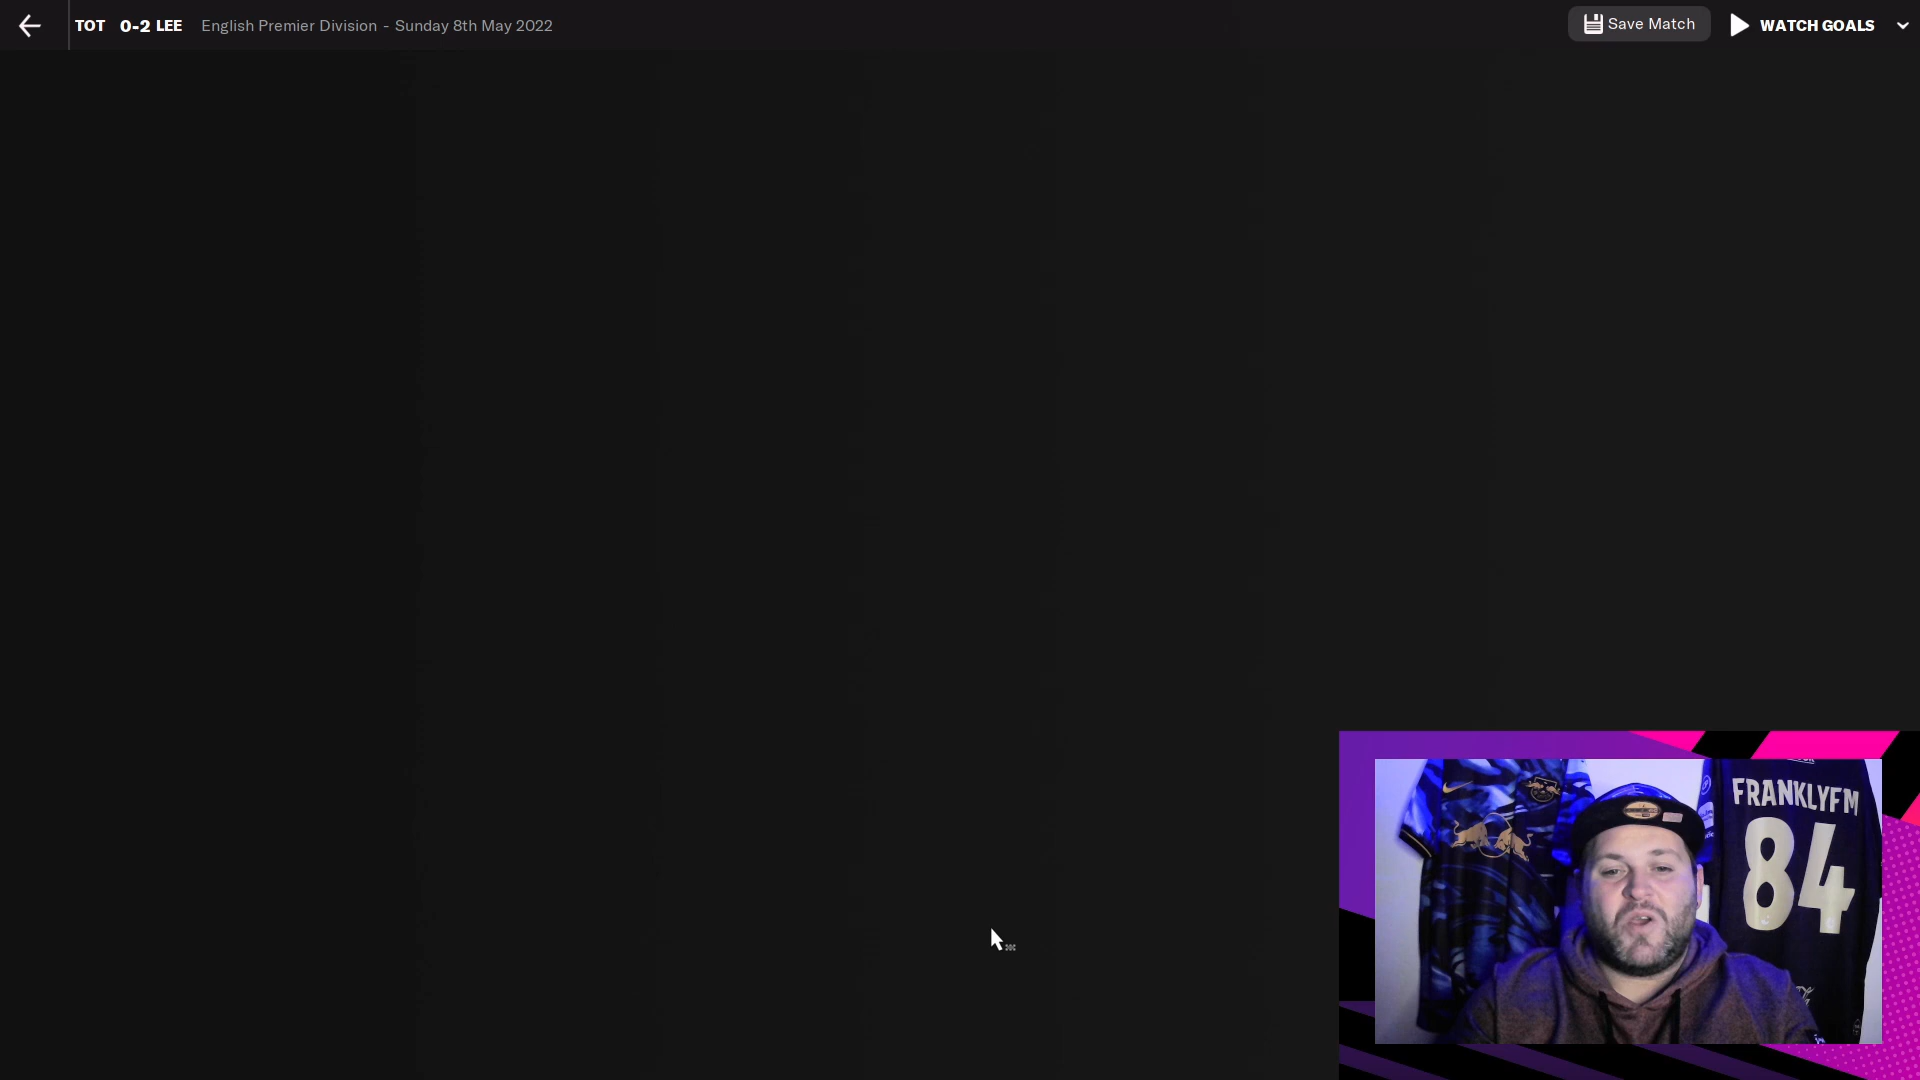 TOT 0-2 LEE English Premier Division - Sunday 8th May 2022
Save Match
WATCH GOALS
FRANKLYFM
84